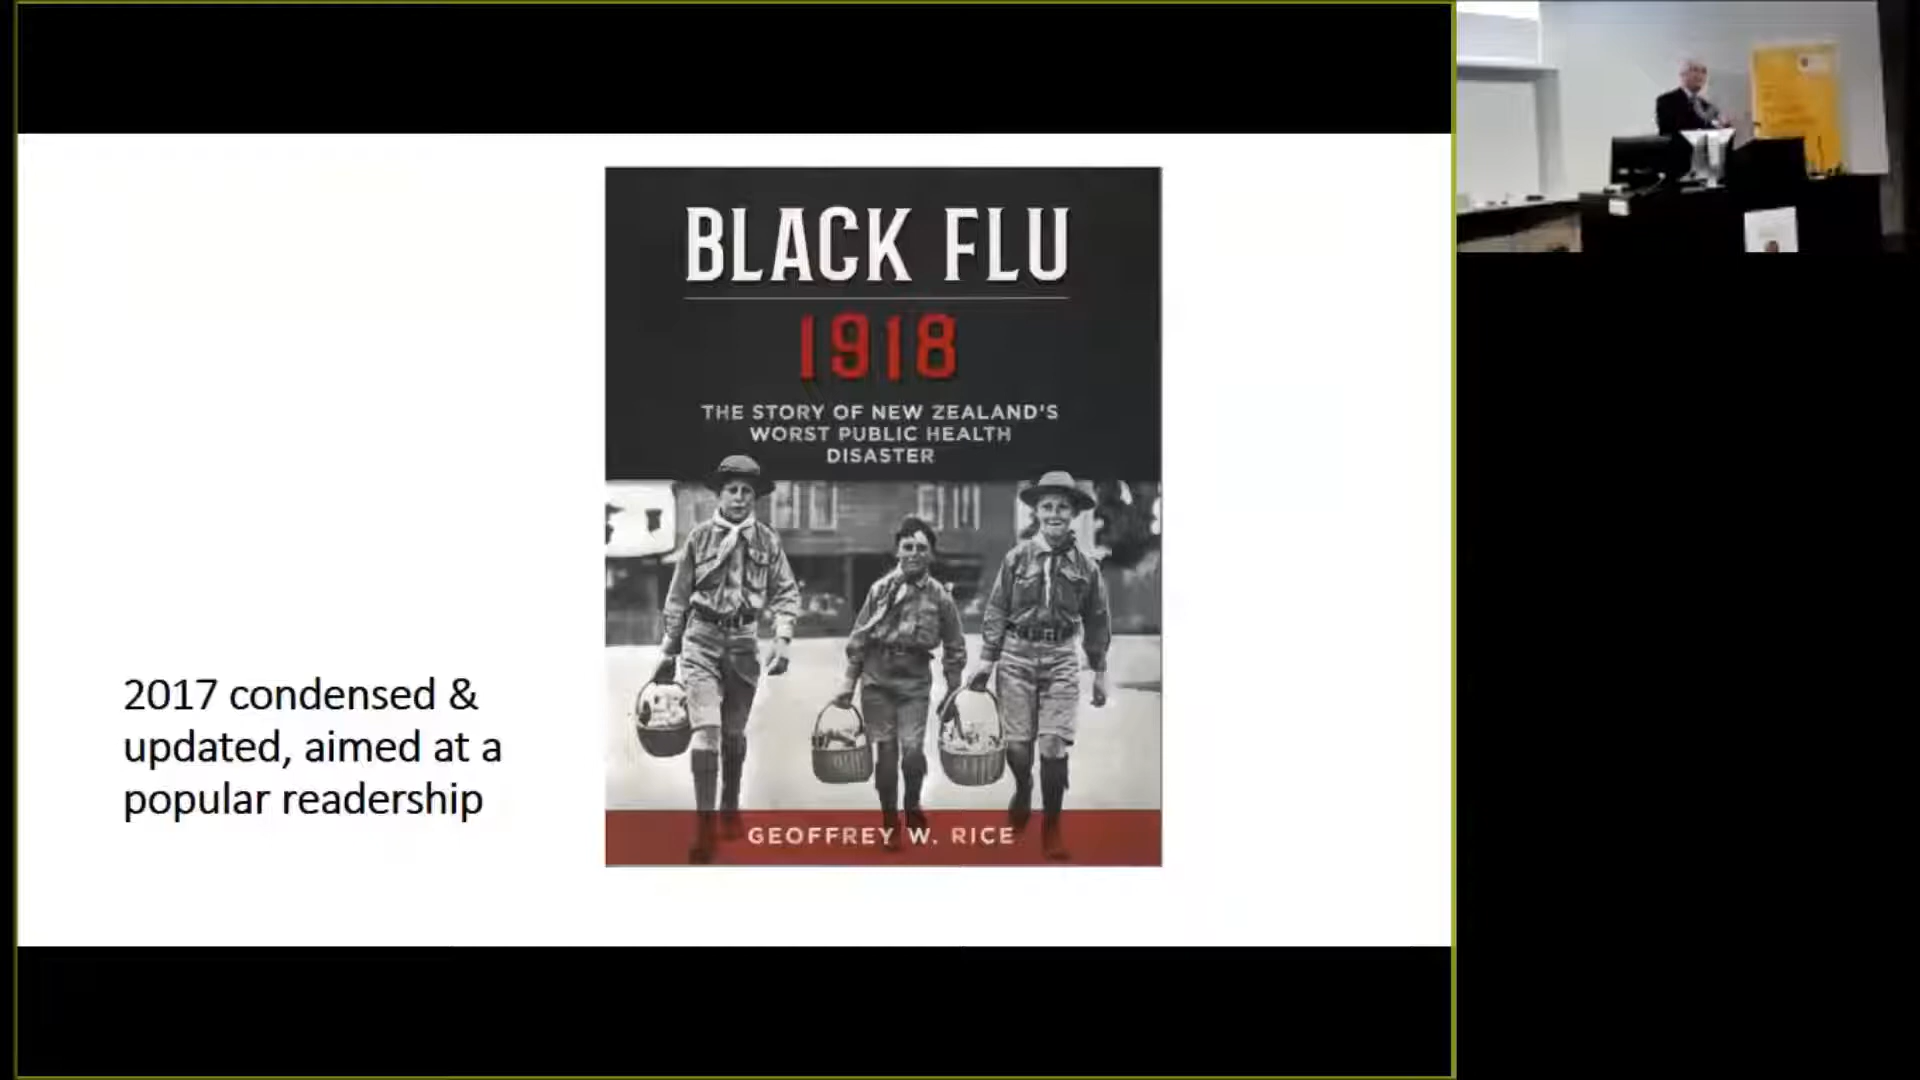 BLACK FLU
1918
THE STORY OF NEW ZEALAND'S
WORST PUBLIC HEALTH
DISASTER
2017 condensed &
updated, aimed at a
popular readership
GEOFFREY W. RICE